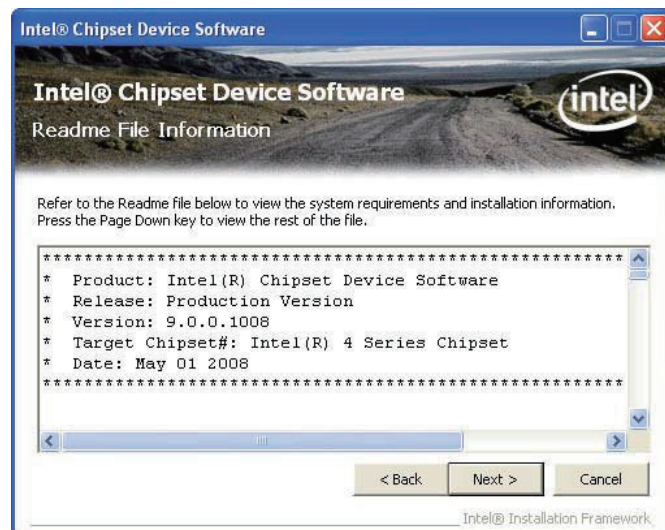 Intel® Chipset Device Software
Intel® Chipset Device Software
intel
Readme File Information
Refer to the Readme file below to view the system requirements and installation information.
Press the Page Down key to view the rest of the file.
************************************************************
* Product: Intel(R) Chipset Device Software
* Release: Production Version
* Version: 9.0.0.1008
* Target Chipset#: Intel(R) 4 Series Chipset
* Date: May 01 2008
************************************************************
< Back Next > Cancel
Intel® Installation Framework